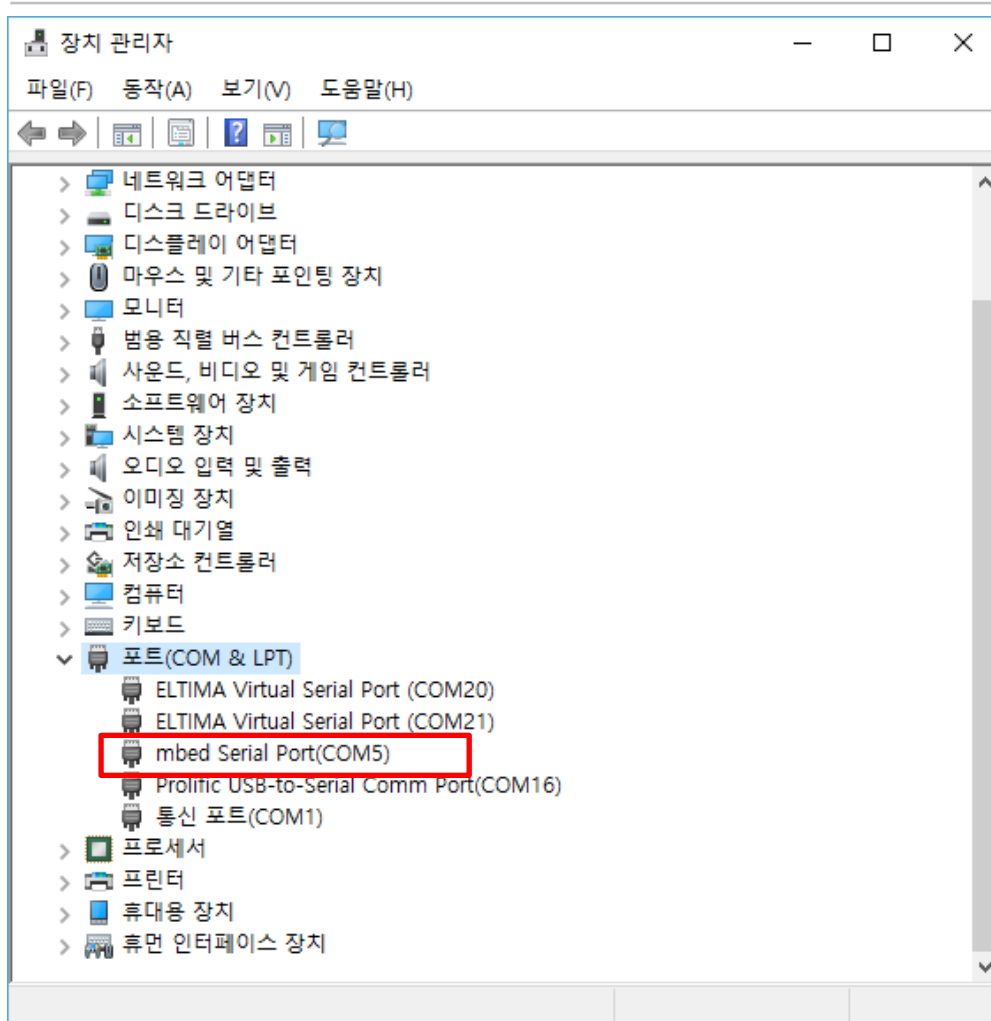 장치 관리자
파일(F) 동작(A) 보기(V) 도움말(H)
네트워크 어댑터
디스크 드라이브
디스플레이 어댑터
마우스 및 기타 포인팅 장치
모니터
범용 직렬 버스 컨트롤러
사운드, 비디오 및 게임 컨트롤러
소프트웨어 장치
시스템 장치
오디오 입력 및 출력
이미징 장치
인쇄 대기열
저장소 컨트롤러
컴퓨터
키보드
포트(COM & LPT)
ELTIMA Virtual Serial Port (COM20)
ELTIMA Virtual Serial Port (COM21)
mbed Serial Port(COM5)
Prolific USB-to-Serial Comm Port(COM16)
통신 포트(COM1)
프로세서
프린터
휴대용 장치
휴먼 인터페이스 장치